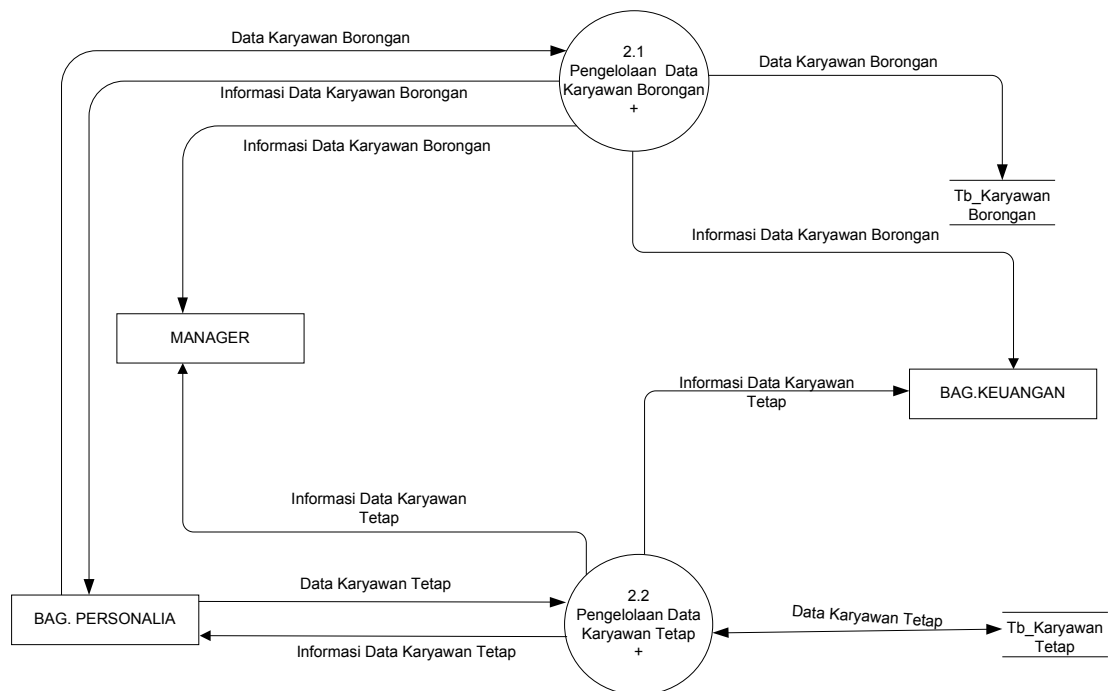 Data Karyawan Borongan
2.1
Pengelolaan Data
Karyawan Borongan
+
Data Karyawan Borongan
Informasi Data Karyawan Borongan
Informasi Data Karyawan Borongan
Tb_Karyawan
Borongan
Informasi Data Karyawan Borongan
MANAGER
Informasi Data Karyawan
Tetap
BAG.KEUANGAN
Informasi Data Karyawan
Tetap
Data Karyawan Tetap
2.2
Pengelolaan Data
Karyawan Tetap
+
BAG. PERSONALIA
Data Karyawan Tetap
Tb_Karyawan
Tetap
Informasi Data Karyawan Tetap